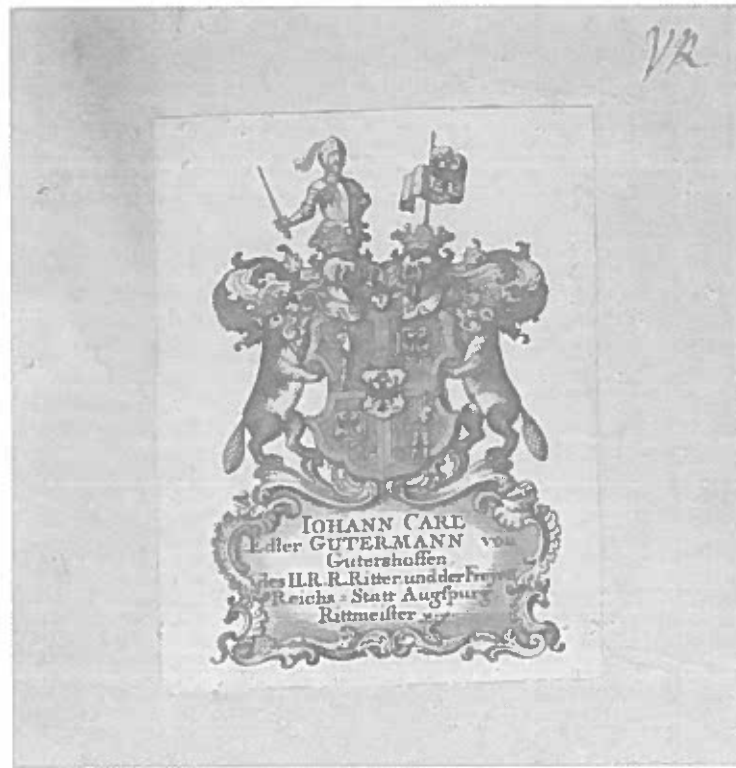 VR
IOHANN CARL
Edler GUTERMANN von
Gutershoffen
des H.R.R. Ritter und der Freyen
Reichs = Statt Augſpurg
Rittmeiſter